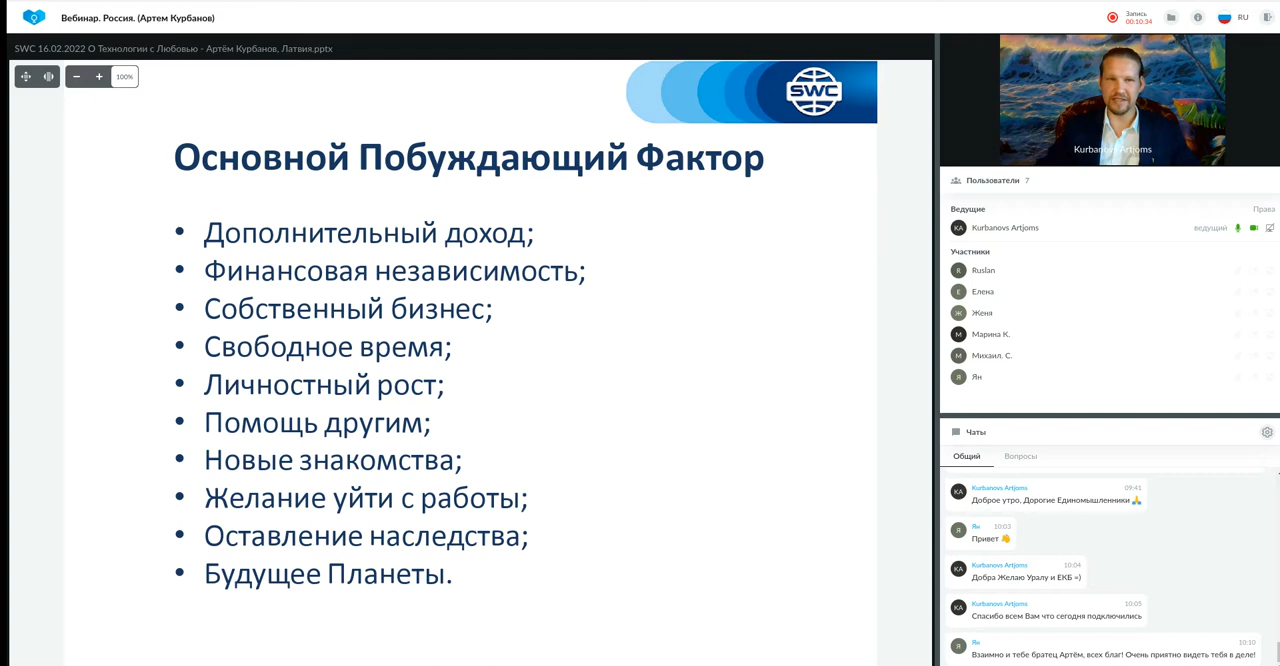 Вебинар. Россия. (Артем Курбанов)
Запись
00:10:34
RU
SWC 16.02.2022 О Технологии с Любовью - Артём Курбанов, Латвия.pptx
100%
SWC
Основной Побуждающий Фактор
• Дополнительный доход;
• Финансовая независимость;
• Собственный бизнес;
• Свободное время;
• Личностный рост;
• Помощь другим;
• Новые знакомства;
• Желание уйти с работы;
• Оставление наследства;
• Будущее Планеты.
Kurbanovs Artjoms
Пользователи 7
Ведущие Права
KA Kurbanovs Artjoms ведущий
Участники
R Ruslan
Е Елена
Ж Женя
М Марина К.
М Михаил. С.
Я Ян
Чаты
Общий Вопросы
KA Kurbanovs Artjoms 09:41
Доброе утро, Дорогие Единомышленники 🙏
Я Ян 10:03
Привет 👋
KA Kurbanovs Artjoms 10:04
Добра Желаю Уралу и ЕКБ =)
KA Kurbanovs Artjoms 10:05
Спасибо всем Вам что сегодня подключились
Я Ян 10:10
Взаимно и тебе братец Артём, всех благ! Очень приятно видеть тебя в деле!